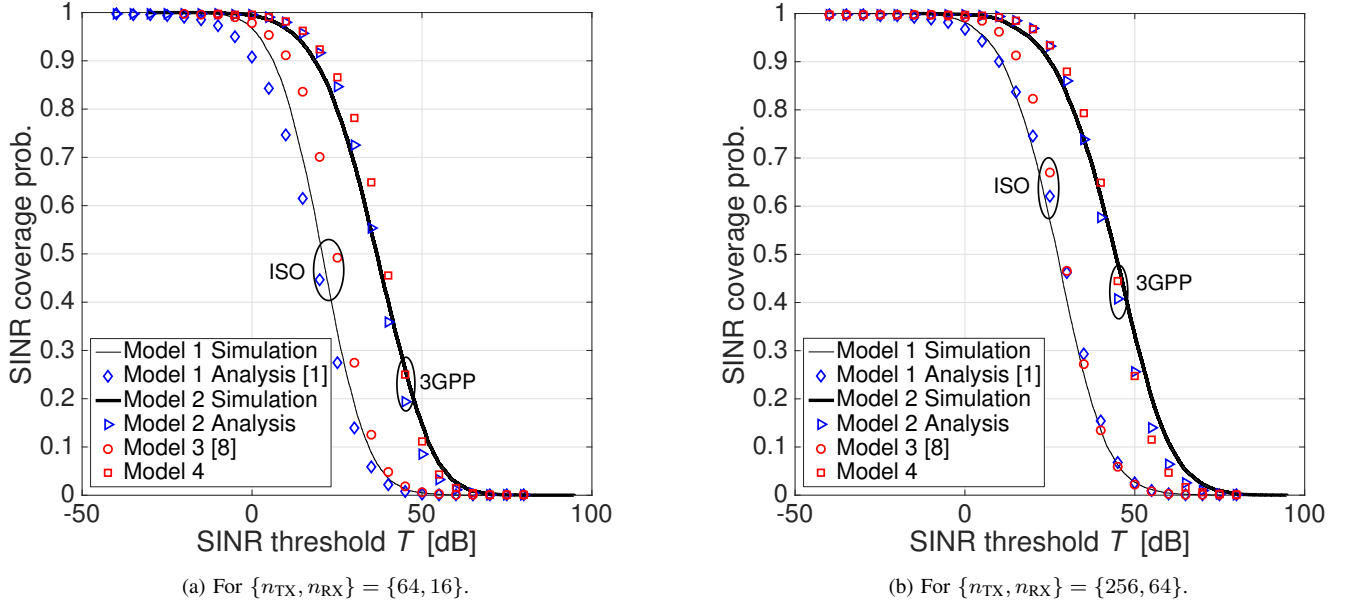 SINR coverage prob.
1
0.9
0.8
0.7
0.6
0.5
0.4
0.3
0.2
0.1
0
ISO
3GPP
Model 1 Simulation
Model 1 Analysis [1]
Model 2 Simulation
Model 2 Analysis
Model 3 [8]
Model 4
-50
0
50
100
SINR threshold T [dB]
(a) For {n_TX, n_RX} = {64, 16}.
SINR coverage prob.
1
0.9
0.8
0.7
0.6
0.5
0.4
0.3
0.2
0.1
0
ISO
3GPP
Model 1 Simulation
Model 1 Analysis [1]
Model 2 Simulation
Model 2 Analysis
Model 3 [8]
Model 4
-50
0
50
100
SINR threshold T [dB]
(b) For {n_TX, n_RX} = {256, 64}.